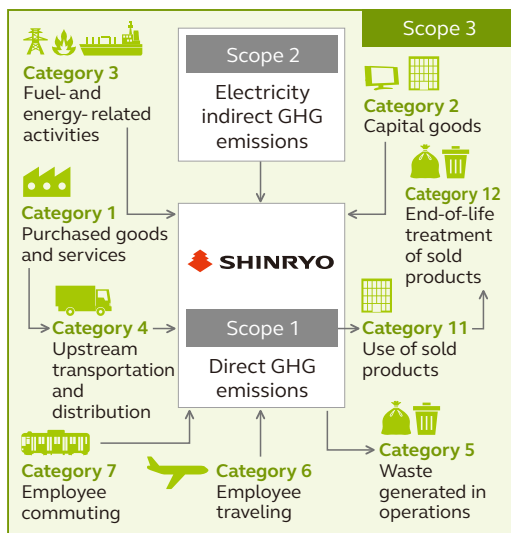 Scope 3
Category 3
Fuel- and
energy- related
activities
Scope 2
Electricity
indirect GHG
emissions
Category 2
Capital goods
Category 1
Purchased goods
and services
Category 12
End-of-life
treatment
of sold
products
SHINRYO
Category 4
Upstream
transportation
and
distribution
Scope 1
Direct GHG
emissions
Category 11
Use of sold
products
Category 7
Employee
commuting
Category 6
Employee
traveling
Category 5
Waste
generated in
operations